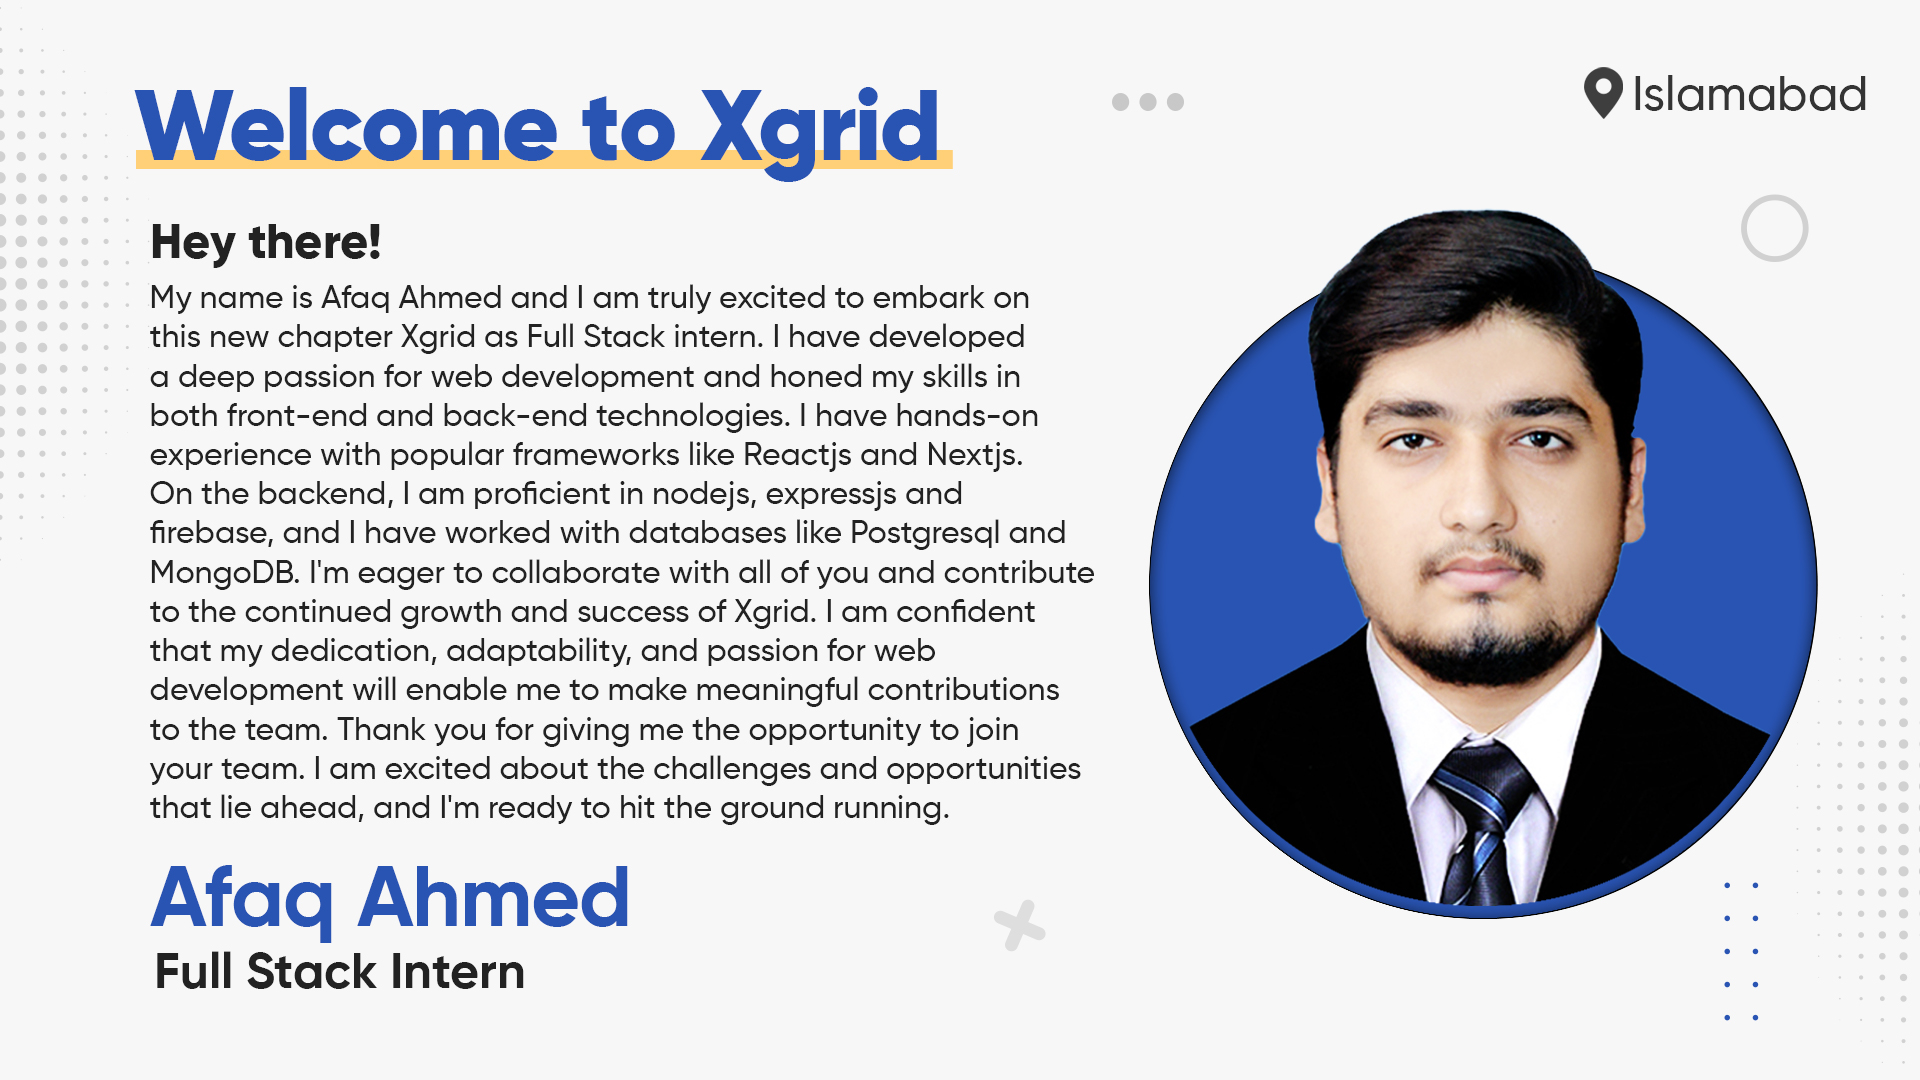 Welcome to Xgrid
Islamabad
Hey there!
My name is Afaq Ahmed and I am truly excited to embark on
this new chapter Xgrid as Full Stack intern. I have developed
a deep passion for web development and honed my skills in
both front-end and back-end technologies. I have hands-on
experience with popular frameworks like Reactjs and Nextjs.
On the backend, I am proficient in nodejs, expressjs and
firebase, and I have worked with databases like Postgresql and
MongoDB. I'm eager to collaborate with all of you and contribute
to the continued growth and success of Xgrid. I am confident
that my dedication, adaptability, and passion for web
development will enable me to make meaningful contributions
to the team. Thank you for giving me the opportunity to join
your team. I am excited about the challenges and opportunities
that lie ahead, and I'm ready to hit the ground running.
Afaq Ahmed
Full Stack Intern